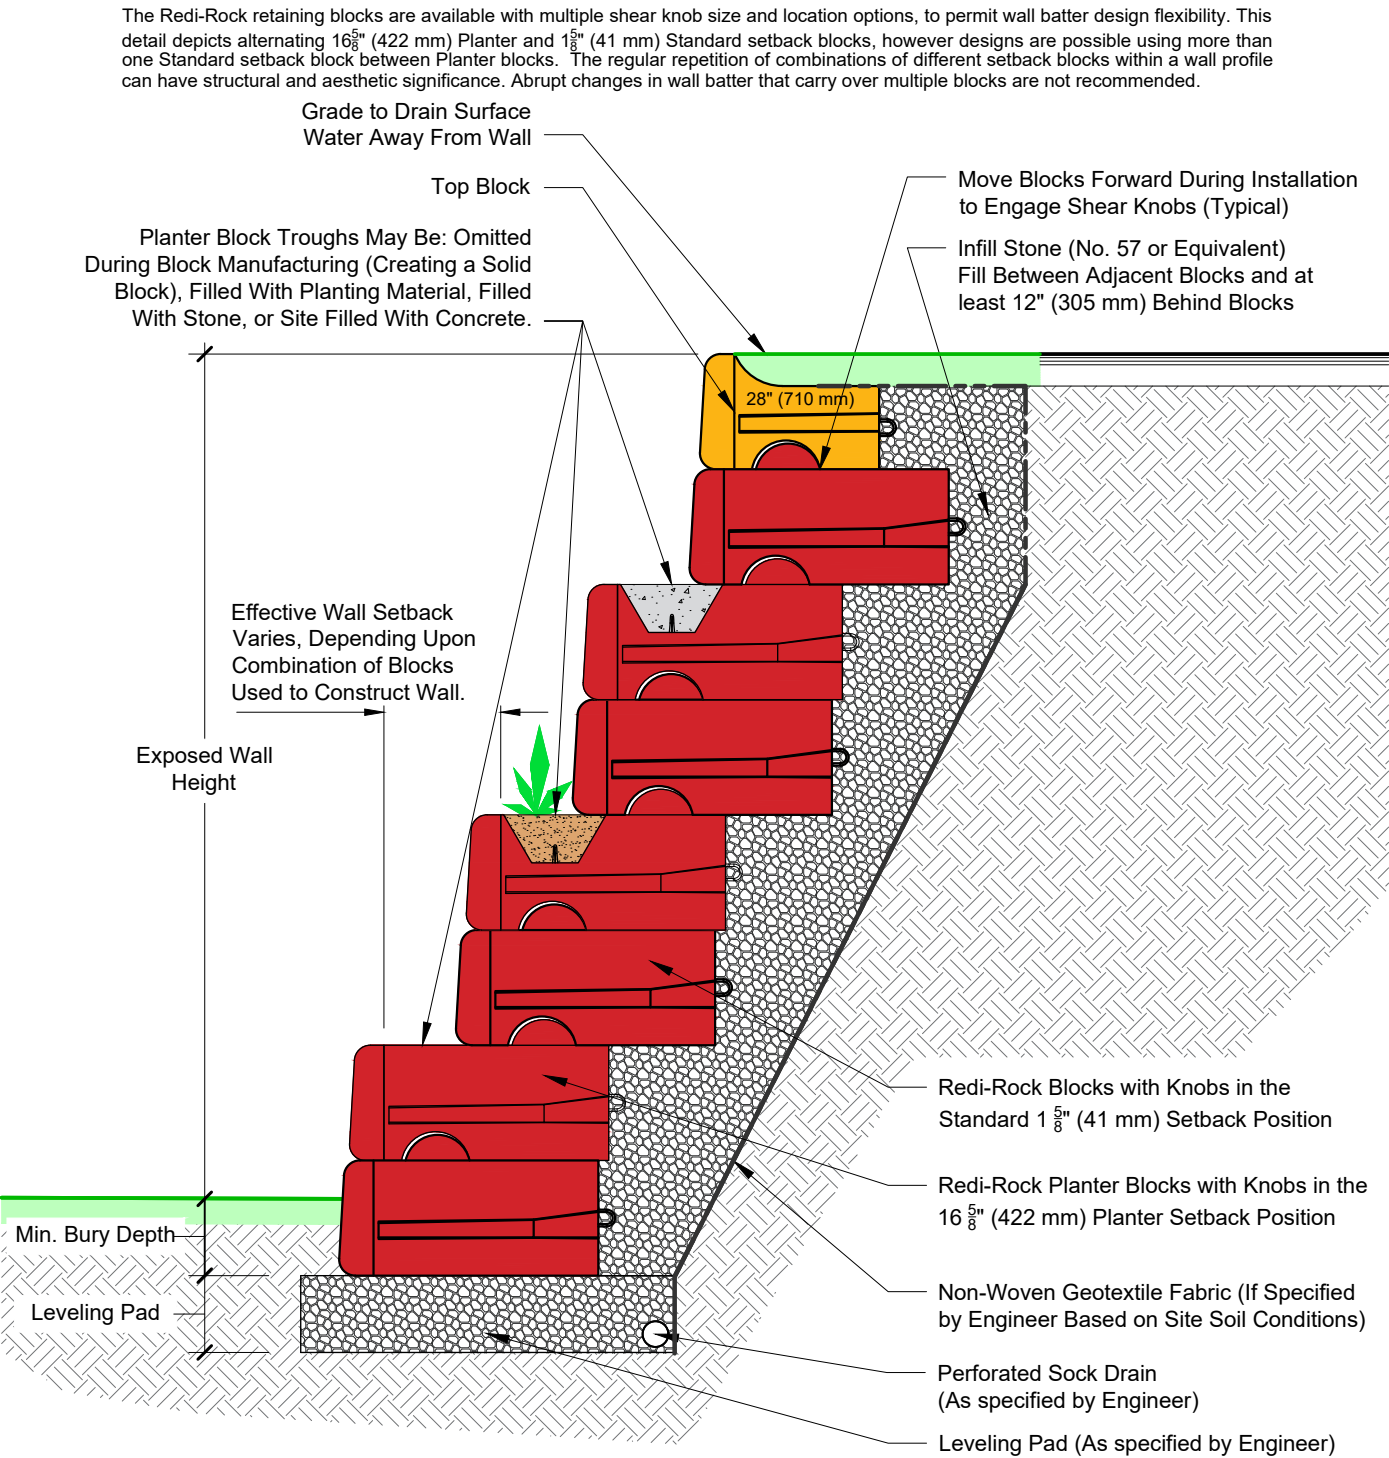 The Redi-Rock retaining blocks are available with multiple shear knob size and location options, to permit wall batter design flexibility. This
detail depicts alternating 16⅝" (422 mm) Planter and 1⅝" (41 mm) Standard setback blocks, however designs are possible using more than
one Standard setback block between Planter blocks. The regular repetition of combinations of different setback blocks within a wall profile
can have structural and aesthetic significance. Abrupt changes in wall batter that carry over multiple blocks are not recommended.
Grade to Drain Surface
Water Away From Wall
Top Block
Planter Block Troughs May Be: Omitted
During Block Manufacturing (Creating a Solid
Block), Filled With Planting Material, Filled
With Stone, or Site Filled With Concrete.
Move Blocks Forward During Installation
to Engage Shear Knobs (Typical)
Infill Stone (No. 57 or Equivalent)
Fill Between Adjacent Blocks and at
least 12" (305 mm) Behind Blocks
28" (710 mm)
Effective Wall Setback
Varies, Depending Upon
Combination of Blocks
Used to Construct Wall.
Exposed Wall
Height
Min. Bury Depth
Leveling Pad
Redi-Rock Blocks with Knobs in the
Standard 1 ⅝" (41 mm) Setback Position
Redi-Rock Planter Blocks with Knobs in the
16 ⅝" (422 mm) Planter Setback Position
Non-Woven Geotextile Fabric (If Specified
by Engineer Based on Site Soil Conditions)
Perforated Sock Drain
(As specified by Engineer)
Leveling Pad (As specified by Engineer)